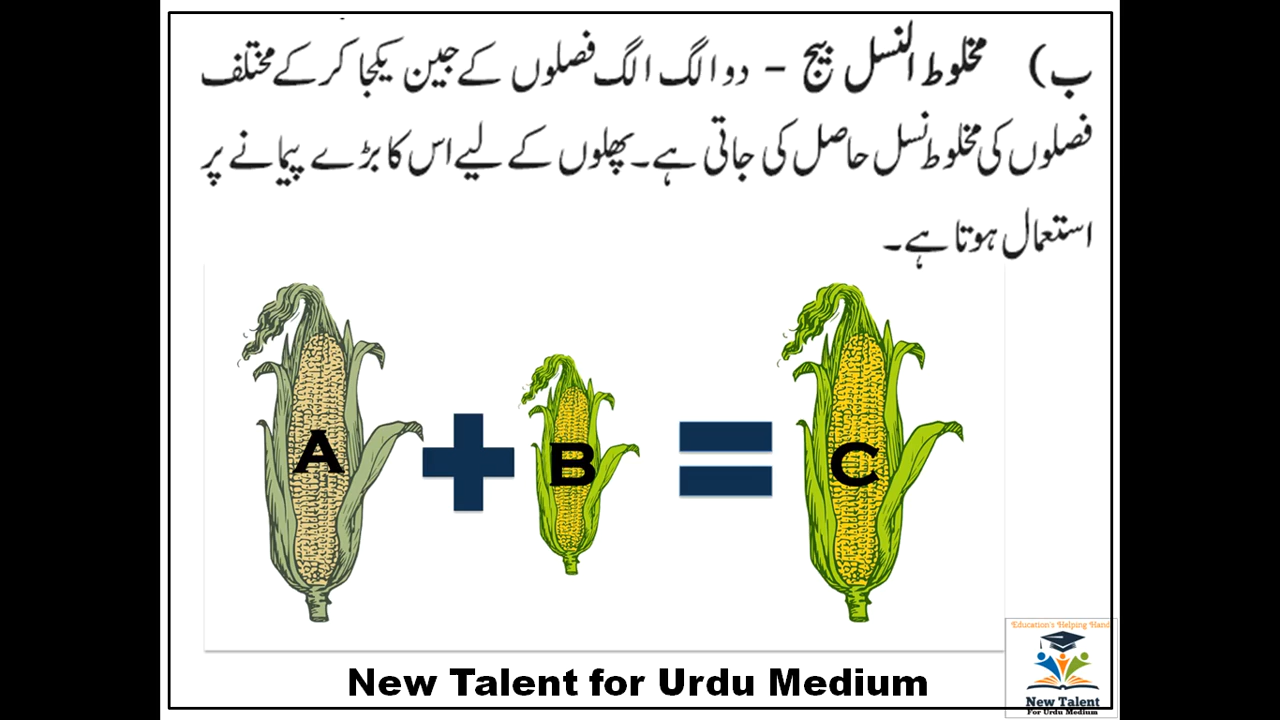 ب) مخلوط النسل بیج - دو الگ الگ فصلوں کے جین یکجا کر کے مختلف
فصلوں کی مخلوط نسل حاصل کی جاتی ہے۔ پھلوں کے لیے اس کا بڑے پیمانے پر
استعمال ہوتا ہے۔
A + B = C
New Talent for Urdu Medium
Education's Helping Hand
New Talent
For Urdu Medium